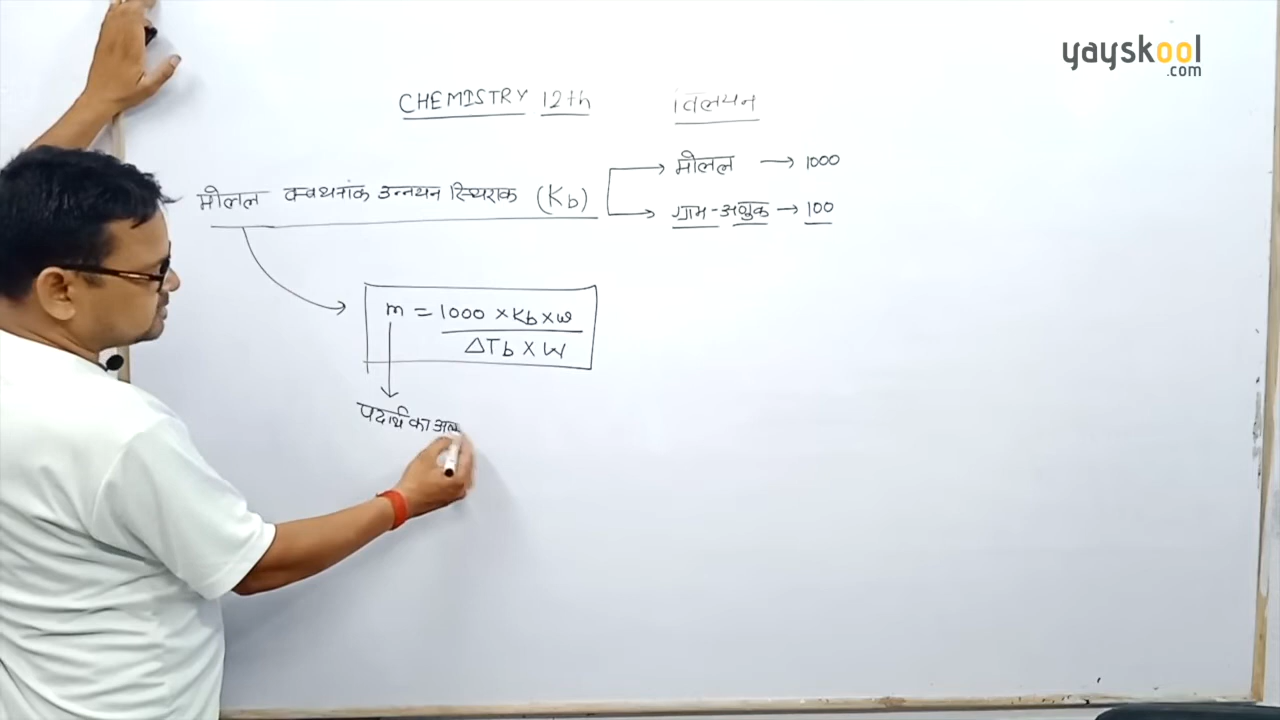 yayskool
.com
CHEMISTRY 12th विलयन
मोलल क्वथनांक उन्नयन स्थिरांक (Kb)
मोलल → 1000
ग्राम-अणुक → 100
m = 1000 × Kb × w
ΔTb × W
पदार्थ का